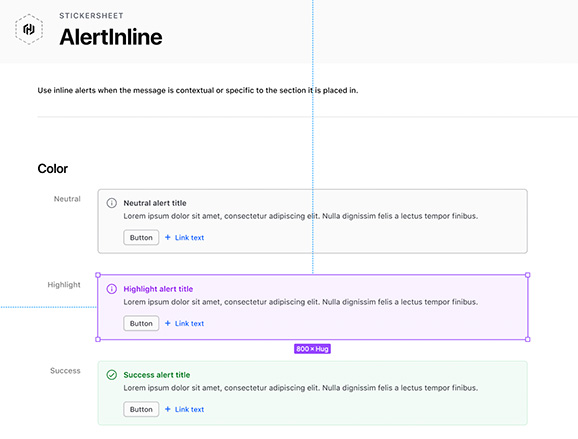 STICKERSHEET
AlertInline
Use inline alerts when the message is contextual or specific to the section it is placed in.
Color
Neutral
Neutral alert title
Lorem ipsum dolor sit amet, consectetur adipiscing elit. Nulla dignissim felis a lectus tempor finibus.
Button + Link text
Highlight
Highlight alert title
Lorem ipsum dolor sit amet, consectetur adipiscing elit. Nulla dignissim felis a lectus tempor finibus.
Button + Link text
800 × Hug
Success
Success alert title
Lorem ipsum dolor sit amet, consectetur adipiscing elit. Nulla dignissim felis a lectus tempor finibus.
Button + Link text